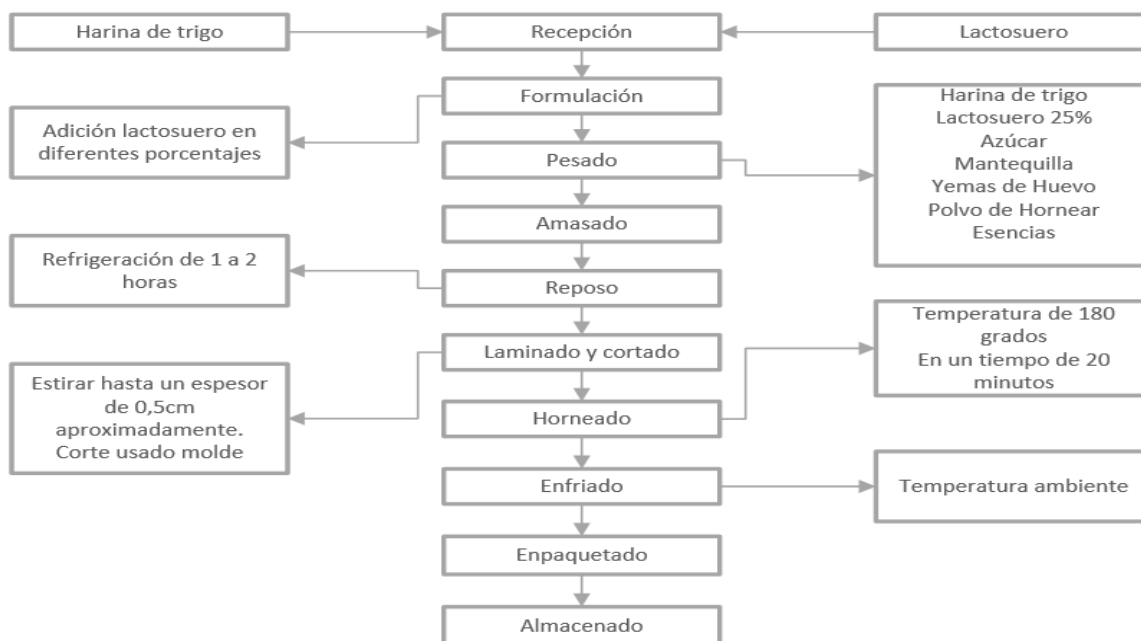 Harina de trigo
Recepción
Lactosuero
Formulación
Adición lactosuero en
diferentes porcentajes
Harina de trigo
Lactosuero 25%
Azúcar
Mantequilla
Yemas de Huevo
Polvo de Hornear
Esencias
Pesado
Amasado
Refrigeración de 1 a 2
horas
Reposo
Temperatura de 180
grados
En un tiempo de 20
minutos
Laminado y cortado
Estirar hasta un espesor
de 0,5cm
aproximadamente.
Corte usado molde
Horneado
Enfriado
Temperatura ambiente
Enpaquetado
Almacenado